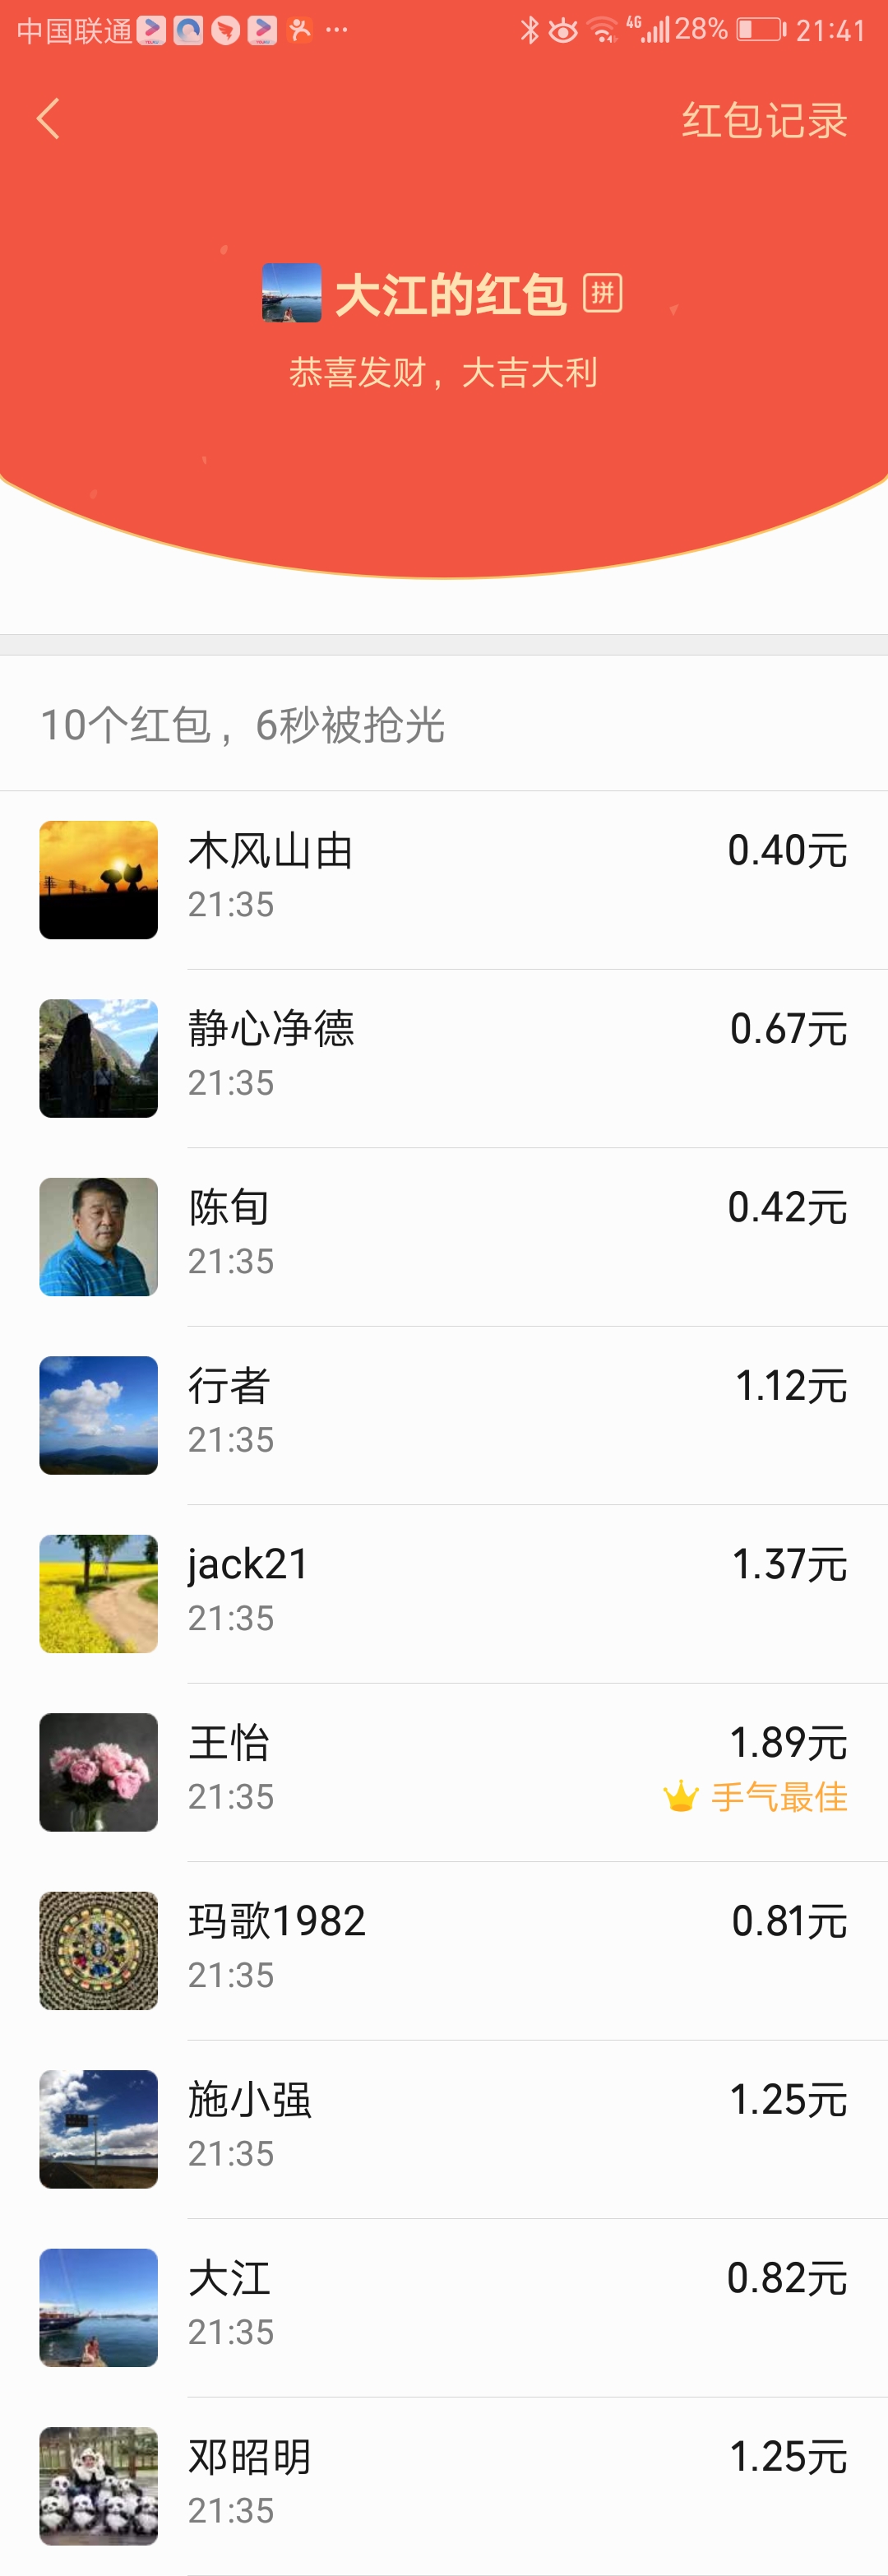 中国联通 ... 4G 28% 21:41
红包记录
大江的红包 拼
恭喜发财，大吉大利
10个红包，6秒被抢光
木风山由 0.40元
21:35
静心净德 0.67元
21:35
陈旬 0.42元
21:35
行者 1.12元
21:35
jack21 1.37元
21:35
王怡 1.89元
21:35 手气最佳
玛歌1982 0.81元
21:35
施小强 1.25元
21:35
大江 0.82元
21:35
邓昭明 1.25元
21:35